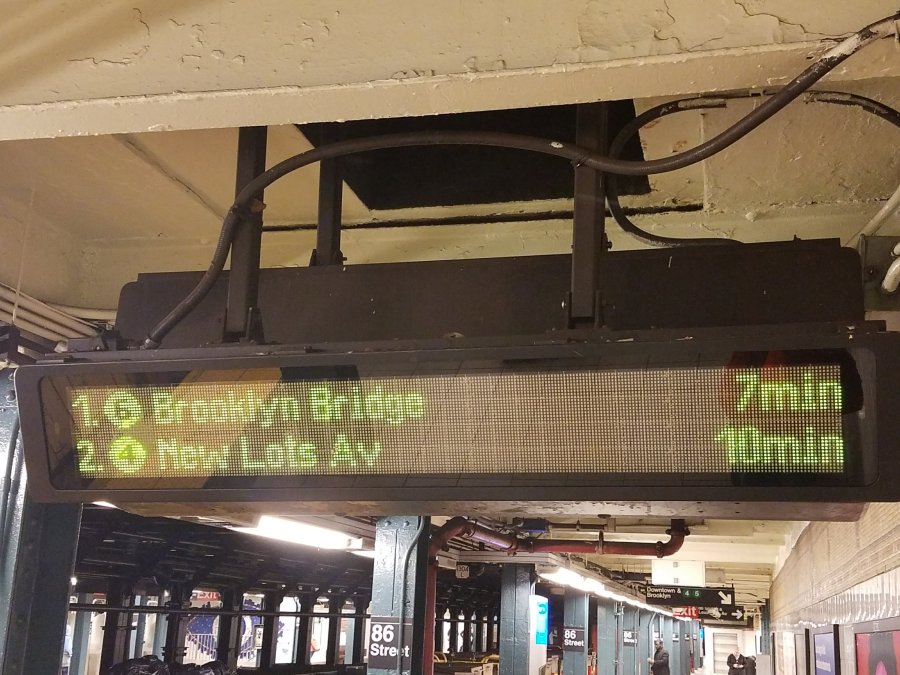 1. 6 Brooklyn Bridge 7min
2. 4 New Lots Av 10min
Exit
86
Street
86
Street
Downtown &
Brooklyn
4 5
Exit